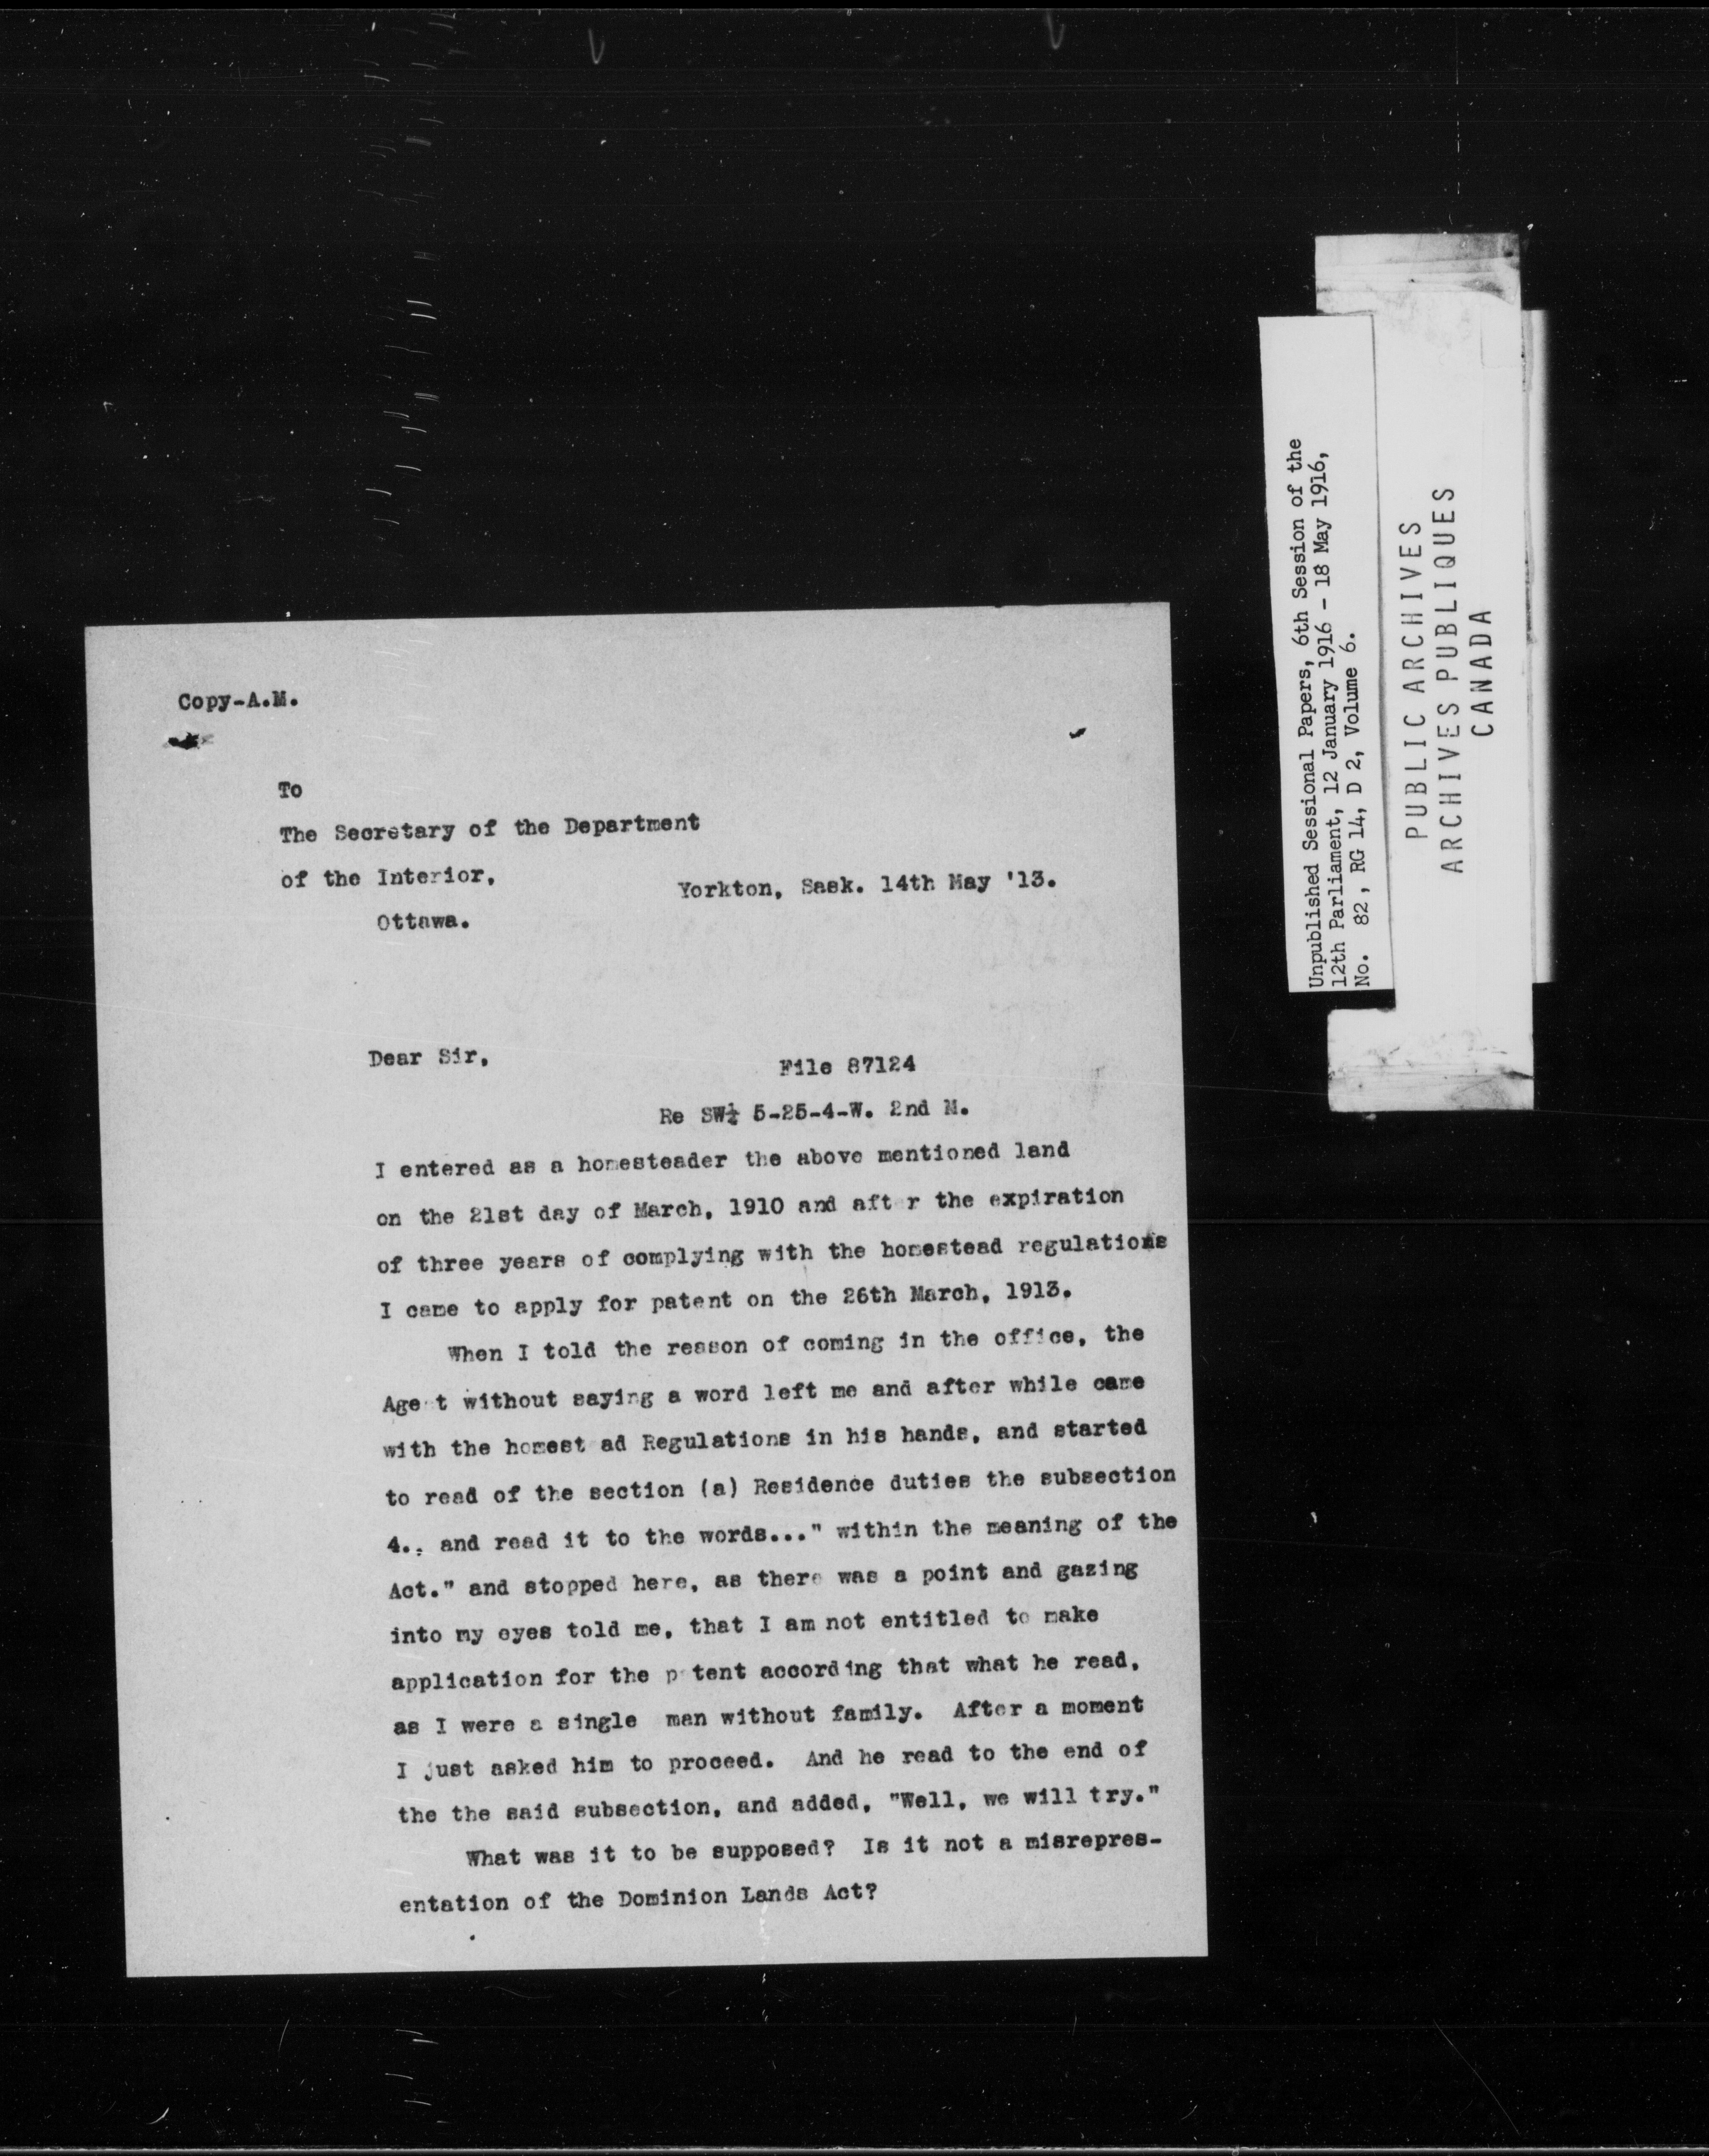 Copy-A.M.
To
The Secretary of the Department
of the Interior,
Yorkton, Sask. 14th May '13.
Ottawa.
Dear Sir,
File 87124
Re SW¼ 5-25-4-W. 2nd M.
I entered as a homesteader the above mentioned land
on the 21st day of March, 1910 and aft r the expiration
of three years of complying with the homestead regulations
I came to apply for patent on the 26th March, 1913.
When I told the reason of coming in the office, the
Age t without saying a word left me and after while came
with the homest ad Regulations in his hands, and started
to read of the section (a) Residence duties the subsection
4.. and read it to the words..." within the meaning of the
Act." and stopped here, as there was a point and gazing
into my eyes told me, that I am not entitled to make
application for the p tent according that what he read,
as I were a single man without family. After a moment
I just asked him to proceed. And he read to the end of
the the said subsection, and added, "Well, we will try."
What was it to be supposed? Is it not a misrepres-
entation of the Dominion Lands Act?
Unpublished Sessional Papers, 6th Session of the
12th Parliament, 12 January 1916 - 18 May 1916,
No. 82, RG 14, D 2, Volume 6.
PUBLIC ARCHIVES
ARCHIVES PUBLIQUES
CANADA